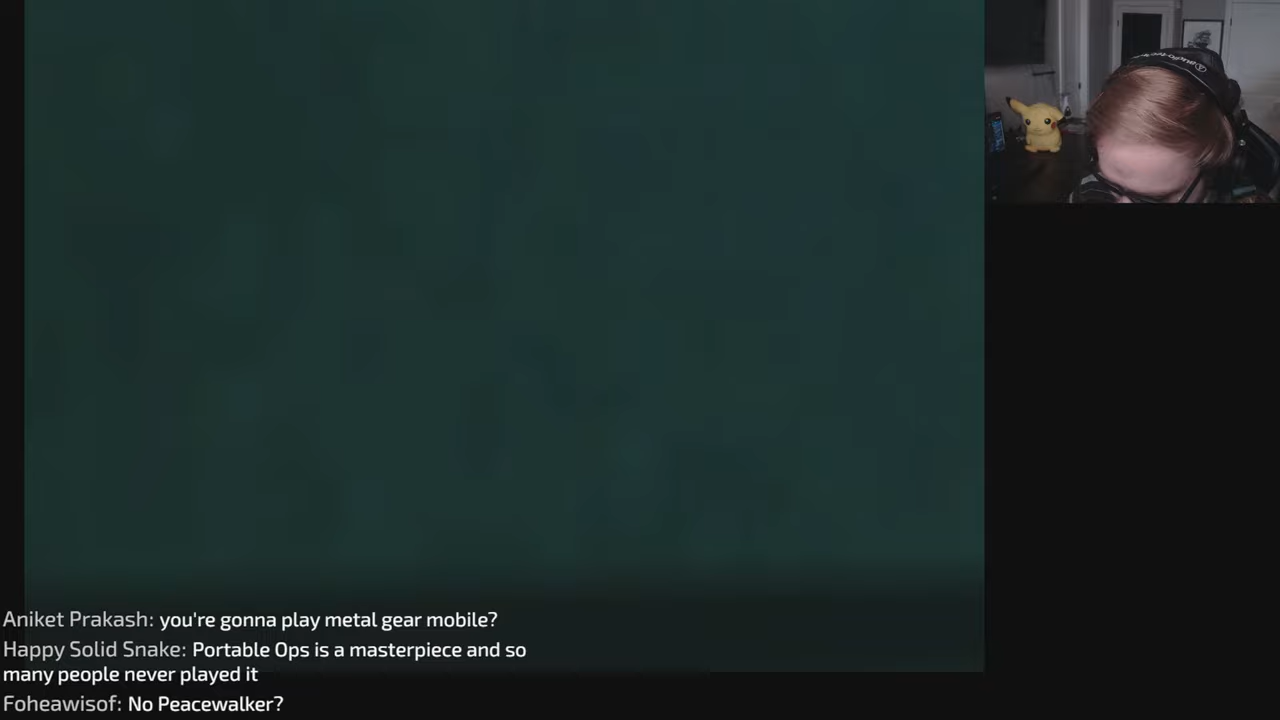 Aniket Prakash: you're gonna play metal gear mobile?
Happy Solid Snake: Portable Ops is a masterpiece and so
many people never played it
Foheawisof: No Peacewalker?